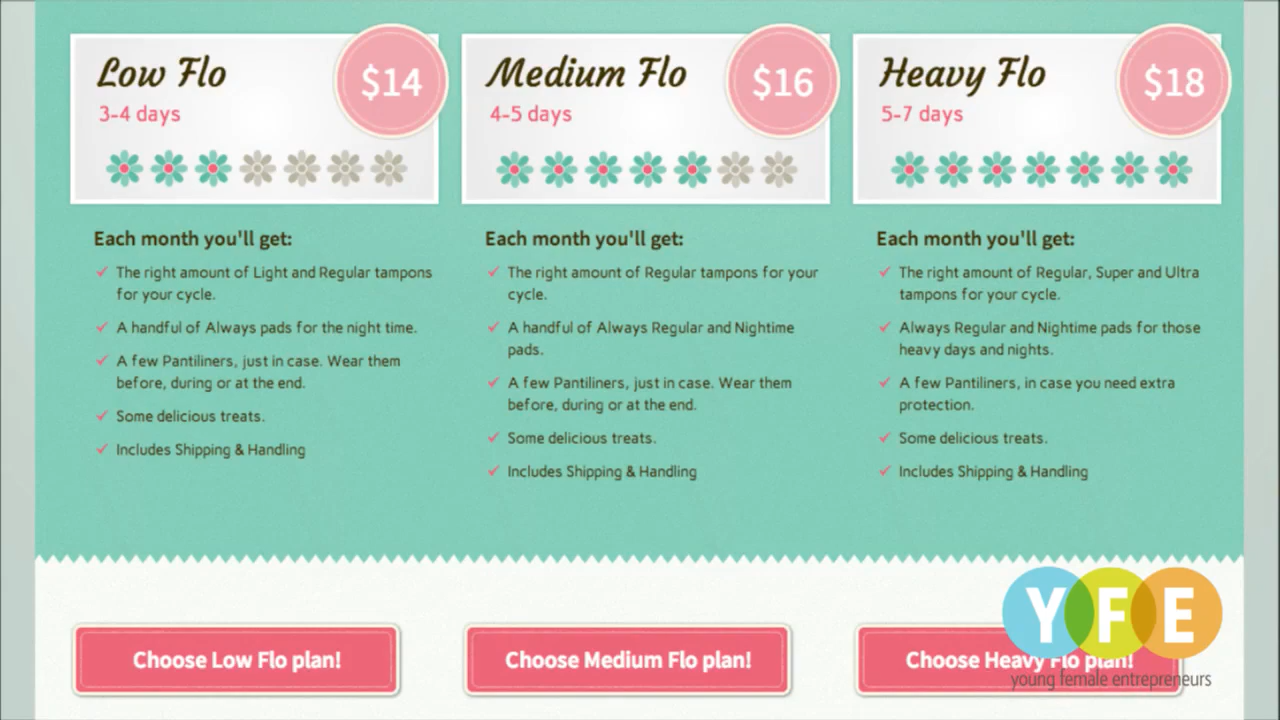 Low Flo
$14
3-4 days
Each month you'll get:
The right amount of Light and Regular tampons
for your cycle.
A handful of Always pads for the night time.
A few Pantiliners, just in case. Wear them
before, during or at the end.
Some delicious treats.
Includes Shipping & Handling
Choose Low Flo plan!
Medium Flo
$16
4-5 days
Each month you'll get:
The right amount of Regular tampons for your
cycle.
A handful of Always Regular and Nightime
pads.
A few Pantiliners, just in case. Wear them
before, during or at the end.
Some delicious treats.
Includes Shipping & Handling
Choose Medium Flo plan!
Heavy Flo
$18
5-7 days
Each month you'll get:
The right amount of Regular, Super and Ultra
tampons for your cycle.
Always Regular and Nightime pads for those
heavy days and nights.
A few Pantiliners, in case you need extra
protection.
Some delicious treats.
Includes Shipping & Handling
Choose Heavy Flo plan!
YFE
young female entrepreneurs